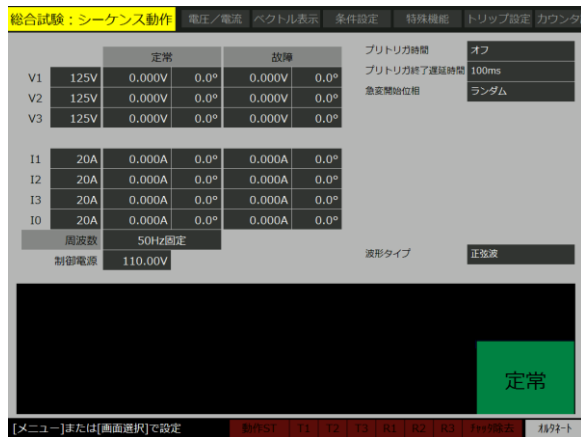 総合試験：シーケンス動作 電圧/電流 ベクトル表示 条件設定 特殊機能 トリップ設定 カウンタ
定常 故障 プリトリガ時間 オフ
V1 125V 0.000V 0.0° 0.000V 0.0° プリトリガ終了遅延時間 100ms
V2 125V 0.000V 0.0° 0.000V 0.0° 急変開始位相 ランダム
V3 125V 0.000V 0.0° 0.000V 0.0°
I1 20A 0.000A 0.0° 0.000A 0.0°
I2 20A 0.000A 0.0° 0.000A 0.0°
I3 20A 0.000A 0.0° 0.000A 0.0°
I0 20A 0.000A 0.0° 0.000A 0.0°
周波数 50Hz固定
制御電源 110.00V 波形タイプ 正弦波
定常
[メニュー]または[画面選択]で設定 動作ST T1 T2 T3 R1 R2 R3 ﾁｬﾀﾘ除去 ｵﾙﾀﾈｰﾄ